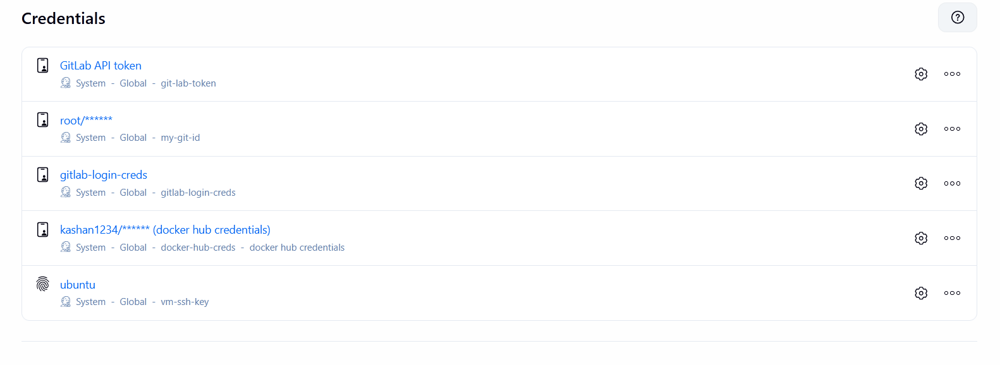 Credentials
GitLab API token
System - Global - git-lab-token
root/******
System - Global - my-git-id
gitlab-login-creds
System - Global - gitlab-login-creds
kashan1234/****** (docker hub credentials)
System - Global - docker-hub-creds - docker hub credentials
ubuntu
System - Global - vm-ssh-key